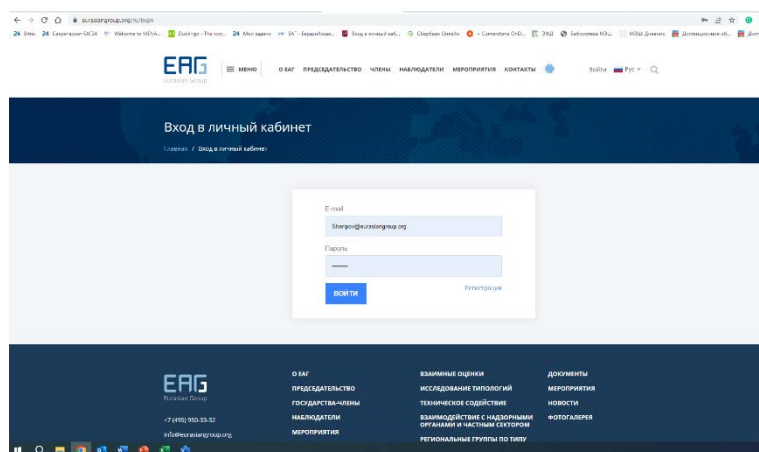 eurasiangroup.org/ru/login
EAG
Eurasian Group
МЕНЮ
О ЕАГ ПРЕДСЕДАТЕЛЬСТВО ЧЛЕНЫ НАБЛЮДАТЕЛИ МЕРОПРИЯТИЯ КОНТАКТЫ
Войти Рус
Вход в личный кабинет
Главная / Вход в личный кабинет
E-mail
Sharipov@eurasiangroup.org
Пароль
ВОЙТИ
Регистрация
EAG
Eurasian Group
+7 (495) 950-33-32
info@eurasiangroup.org
О ЕАГ
ПРЕДСЕДАТЕЛЬСТВО
ГОСУДАРСТВА-ЧЛЕНЫ
НАБЛЮДАТЕЛИ
МЕРОПРИЯТИЯ
ВЗАИМНЫЕ ОЦЕНКИ
ИССЛЕДОВАНИЕ ТИПОЛОГИЙ
ТЕХНИЧЕСКОЕ СОДЕЙСТВИЕ
ВЗАИМОДЕЙСТВИЕ С НАДЗОРНЫМИ
ОРГАНАМИ И ЧАСТНЫМ СЕКТОРОМ
РЕГИОНАЛЬНЫЕ ГРУППЫ ПО ТИПУ
ДОКУМЕНТЫ
МЕРОПРИЯТИЯ
НОВОСТИ
ФОТОГАЛЕРЕЯ